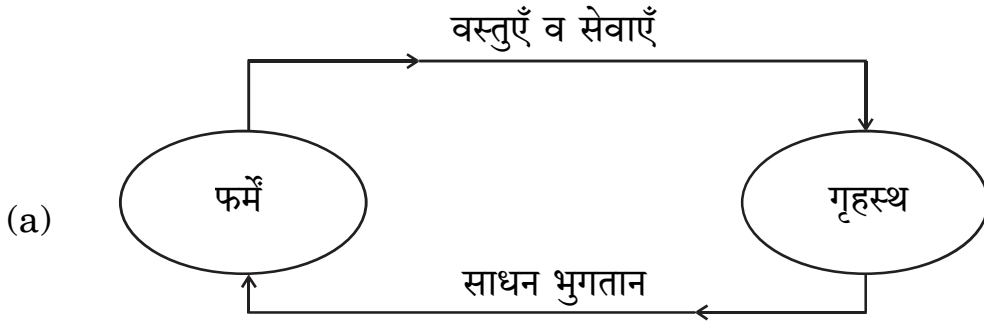 वस्तुएँ व सेवाएँ
फर्में
गृहस्थ
(a)
साधन भुगतान